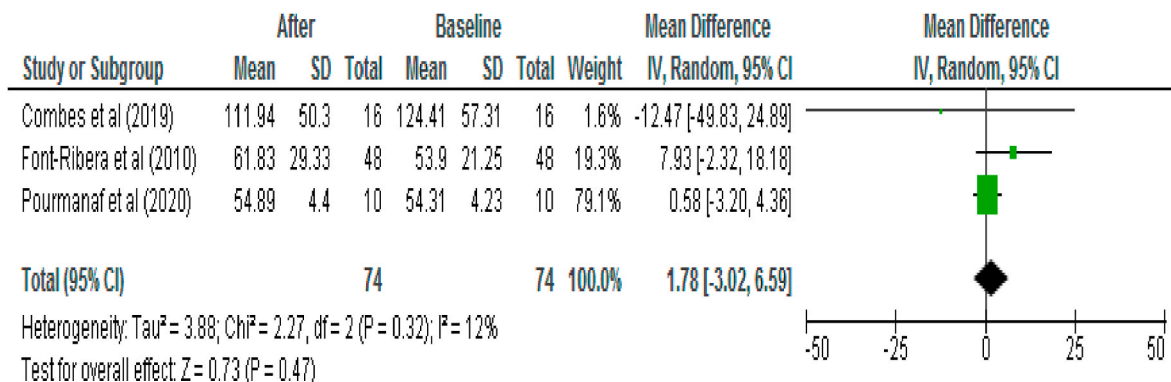 After Baseline Mean Difference Mean Difference
Study or Subgroup Mean SD Total Mean SD Total Weight IV, Random, 95% CI IV, Random, 95% CI
Combes et al (2019) 111.94 50.3 16 124.41 57.31 16 1.6% -12.47 [-49.83, 24.89]
Font-Ribera et al (2010) 61.83 29.33 48 53.9 21.25 48 19.3% 7.93 [-2.32, 18.18]
Pourmanaf et al (2020) 54.89 4.4 10 54.31 4.23 10 79.1% 0.58 [-3.20, 4.36]
Total (95% CI) 74 74 100.0% 1.78 [-3.02, 6.59]
Heterogeneity: Tau² = 3.88; Chi² = 2.27, df = 2 (P = 0.32); I² = 12%
Test for overall effect: Z = 0.73 (P = 0.47)
-50 -25 0 25 50